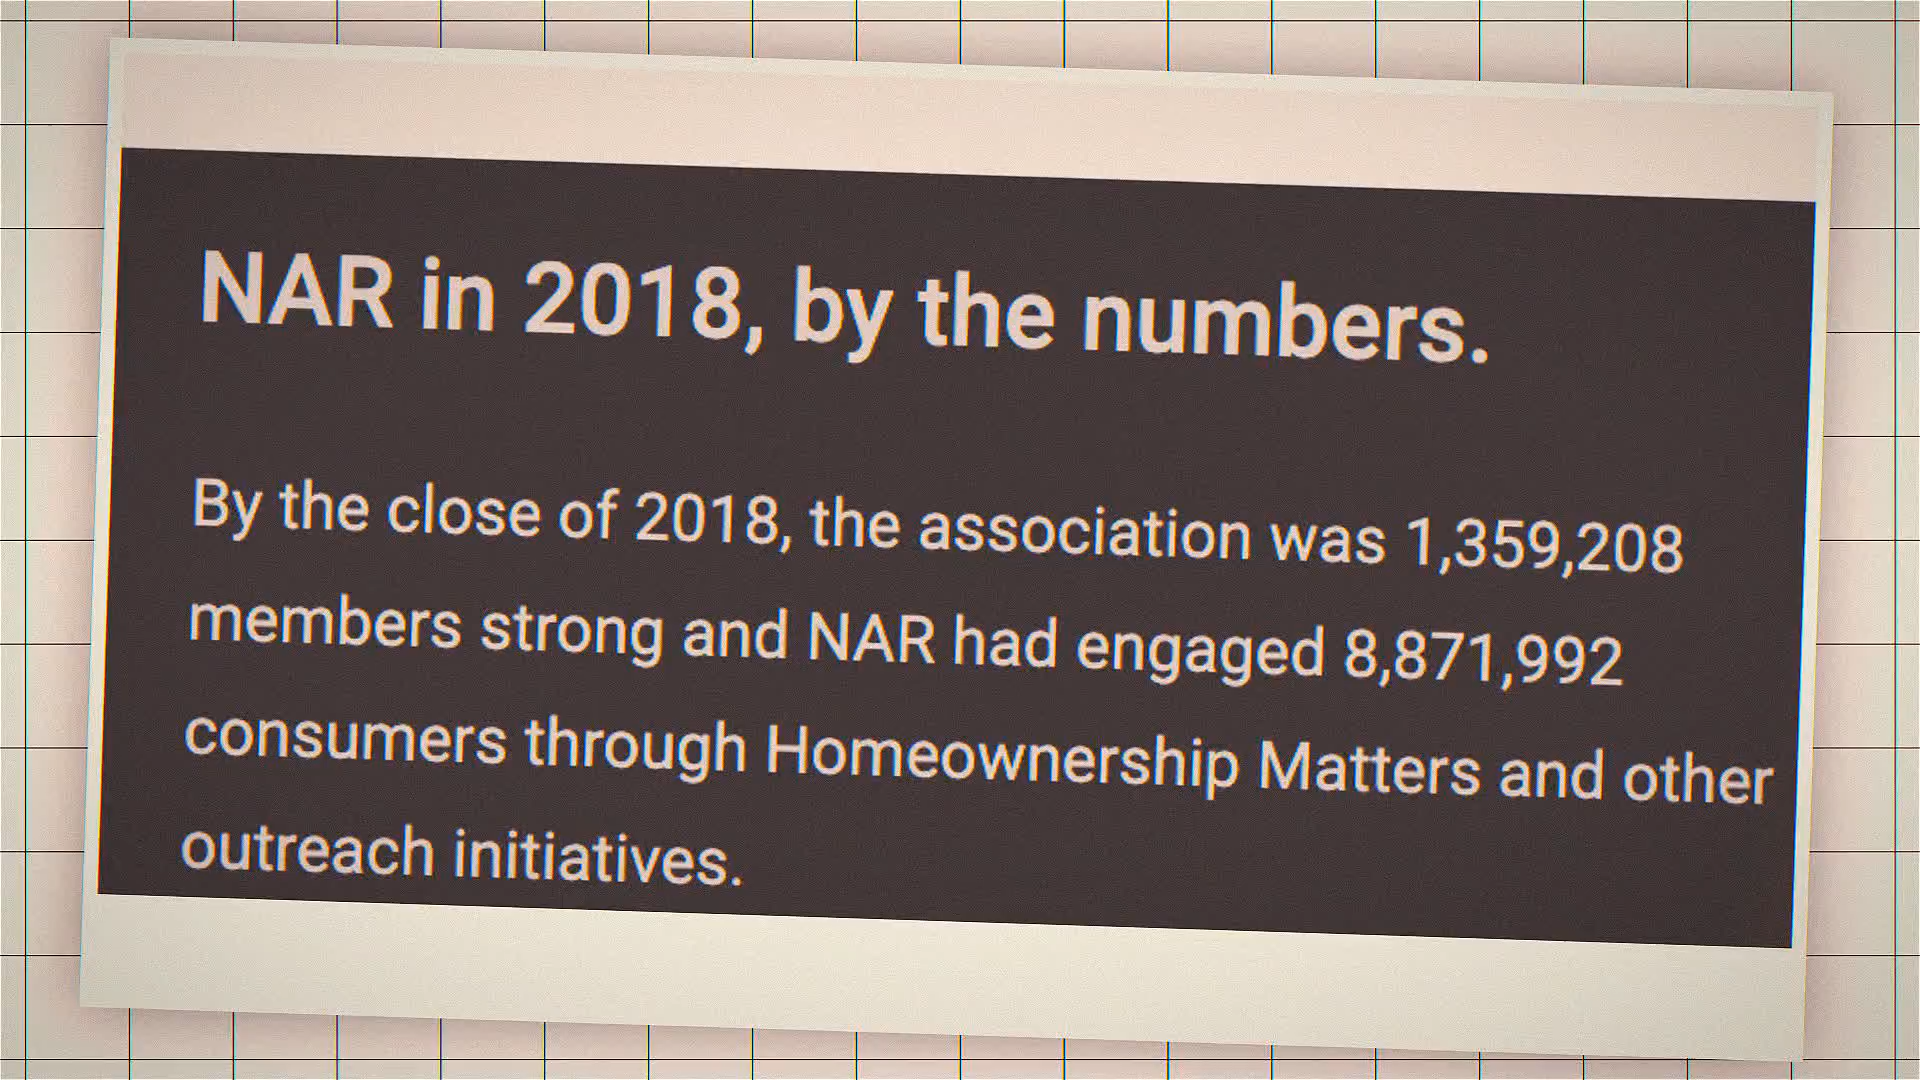 NAR in 2018, by the numbers.
By the close of 2018, the association was 1,359,208
members strong and NAR had engaged 8,871,992
consumers through Homeownership Matters and other
outreach initiatives.